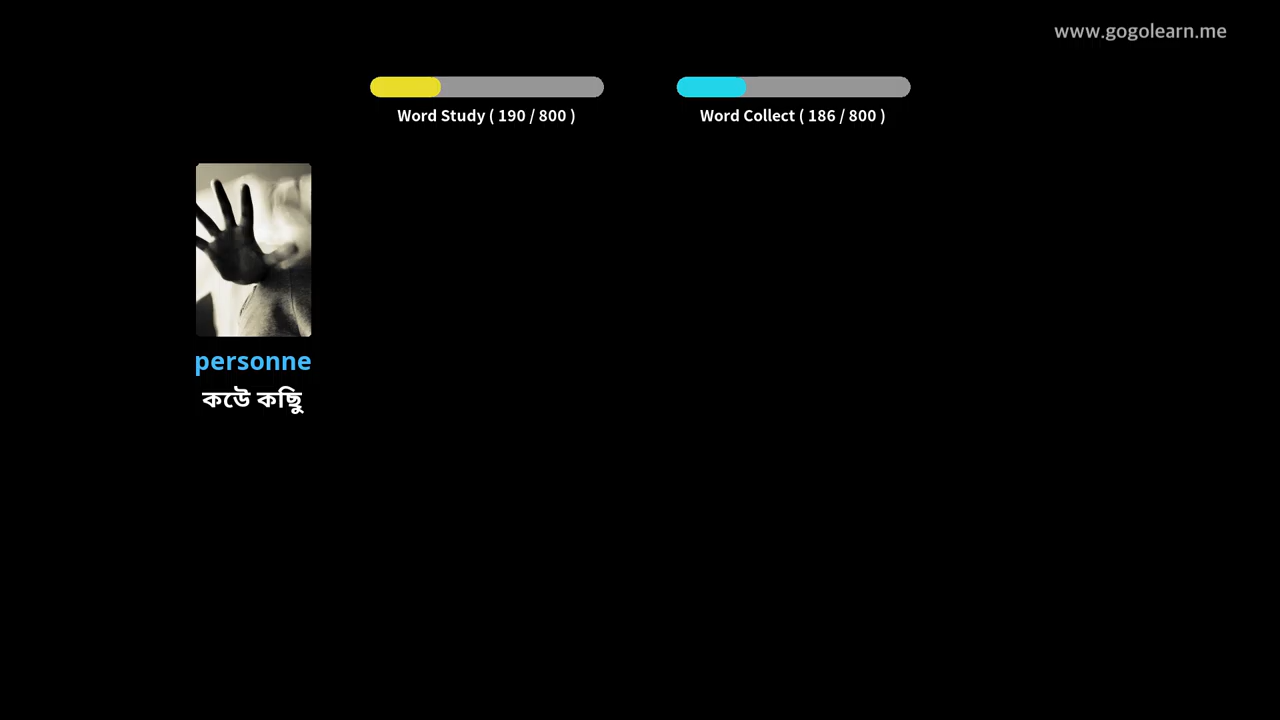 www.gogolearn.me
Word Study ( 190 / 800 )
Word Collect ( 186 / 800 )
personne
কউে কছিু